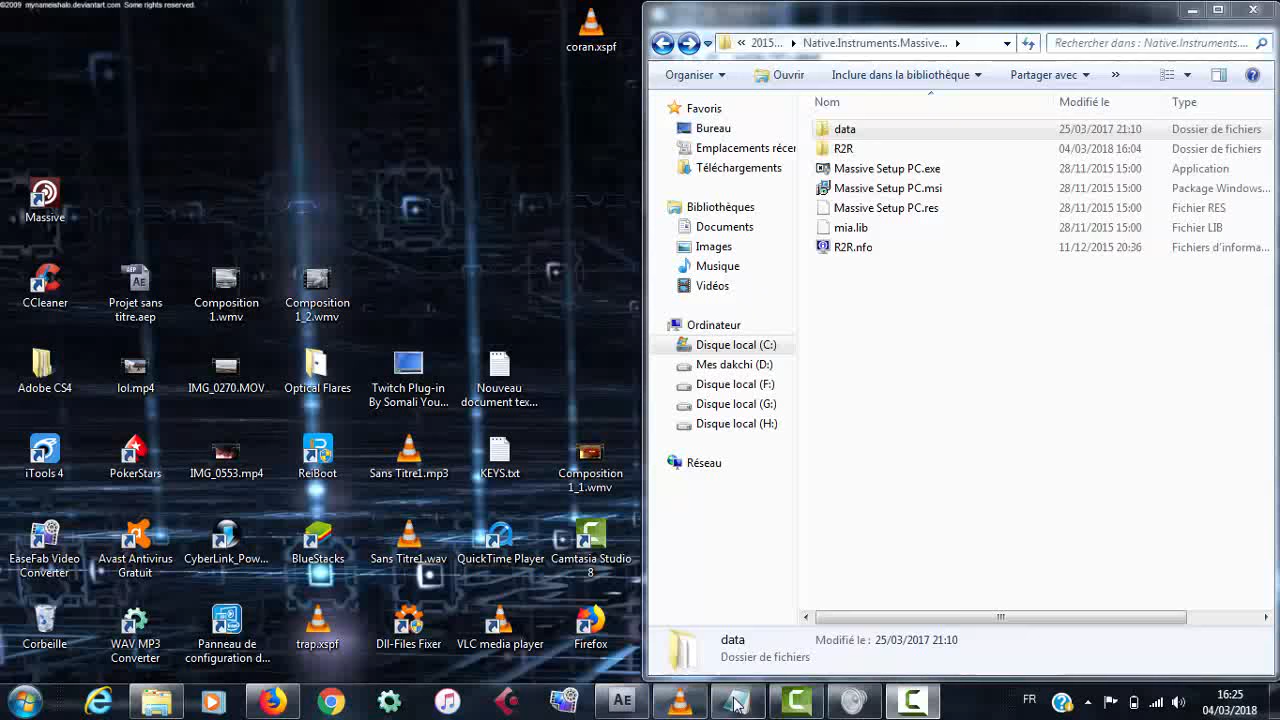 ©2009 mynameishalo.deviantart.com Some rights reserved.
coran.xspf
Massive
CCleaner
Projet sans
titre.aep
Composition
1.wmv
Composition
1_2.wmv
Adobe CS4
lol.mp4
IMG_0270.MOV
Optical Flares
Twitch Plug-in
By Somali You...
Nouveau
document tex...
iTools 4
PokerStars
IMG_0553.mp4
ReiBoot
Sans Titre1.mp3
KEYS.txt
Composition
1_1.wmv
EaseFab Video
Converter
Avast Antivirus
Gratuit
CyberLink_Pow...
BlueStacks
Sans Titre1.wav
QuickTime Player
Camtasia Studio
8
Corbeille
WAV MP3
Converter
Panneau de
configuration d...
trap.xspf
Dll-Files Fixer
VLC media player
Firefox
« 2015... Native.Instruments.Massive...
Rechercher dans : Native.Instruments....
Organiser Ouvrir Inclure dans la bibliothèque Partager avec »
Favoris
Bureau
Emplacements récen
Téléchargements
Bibliothèques
Documents
Images
Musique
Vidéos
Ordinateur
Disque local (C:)
Mes dakchi (D:)
Disque local (F:)
Disque local (G:)
Disque local (H:)
Réseau
Nom Modifié le Type
data 25/03/2017 21:10 Dossier de fichiers
R2R 04/03/2018 16:04 Dossier de fichiers
Massive Setup PC.exe 28/11/2015 15:00 Application
Massive Setup PC.msi 28/11/2015 15:00 Package Windows...
Massive Setup PC.res 28/11/2015 15:00 Fichier RES
mia.lib 28/11/2015 15:00 Fichier LIB
R2R.nfo 11/12/2015 20:36 Fichiers d'informa...
data Modifié le : 25/03/2017 21:10
Dossier de fichiers
AE
FR
16:25
04/03/2018